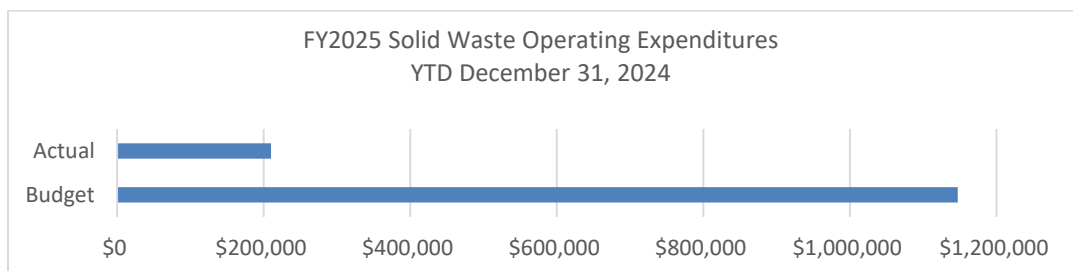 FY2025 Solid Waste Operating Expenditures
YTD December 31, 2024
Actual
Budget
$0 $200,000 $400,000 $600,000 $800,000 $1,000,000 $1,200,000